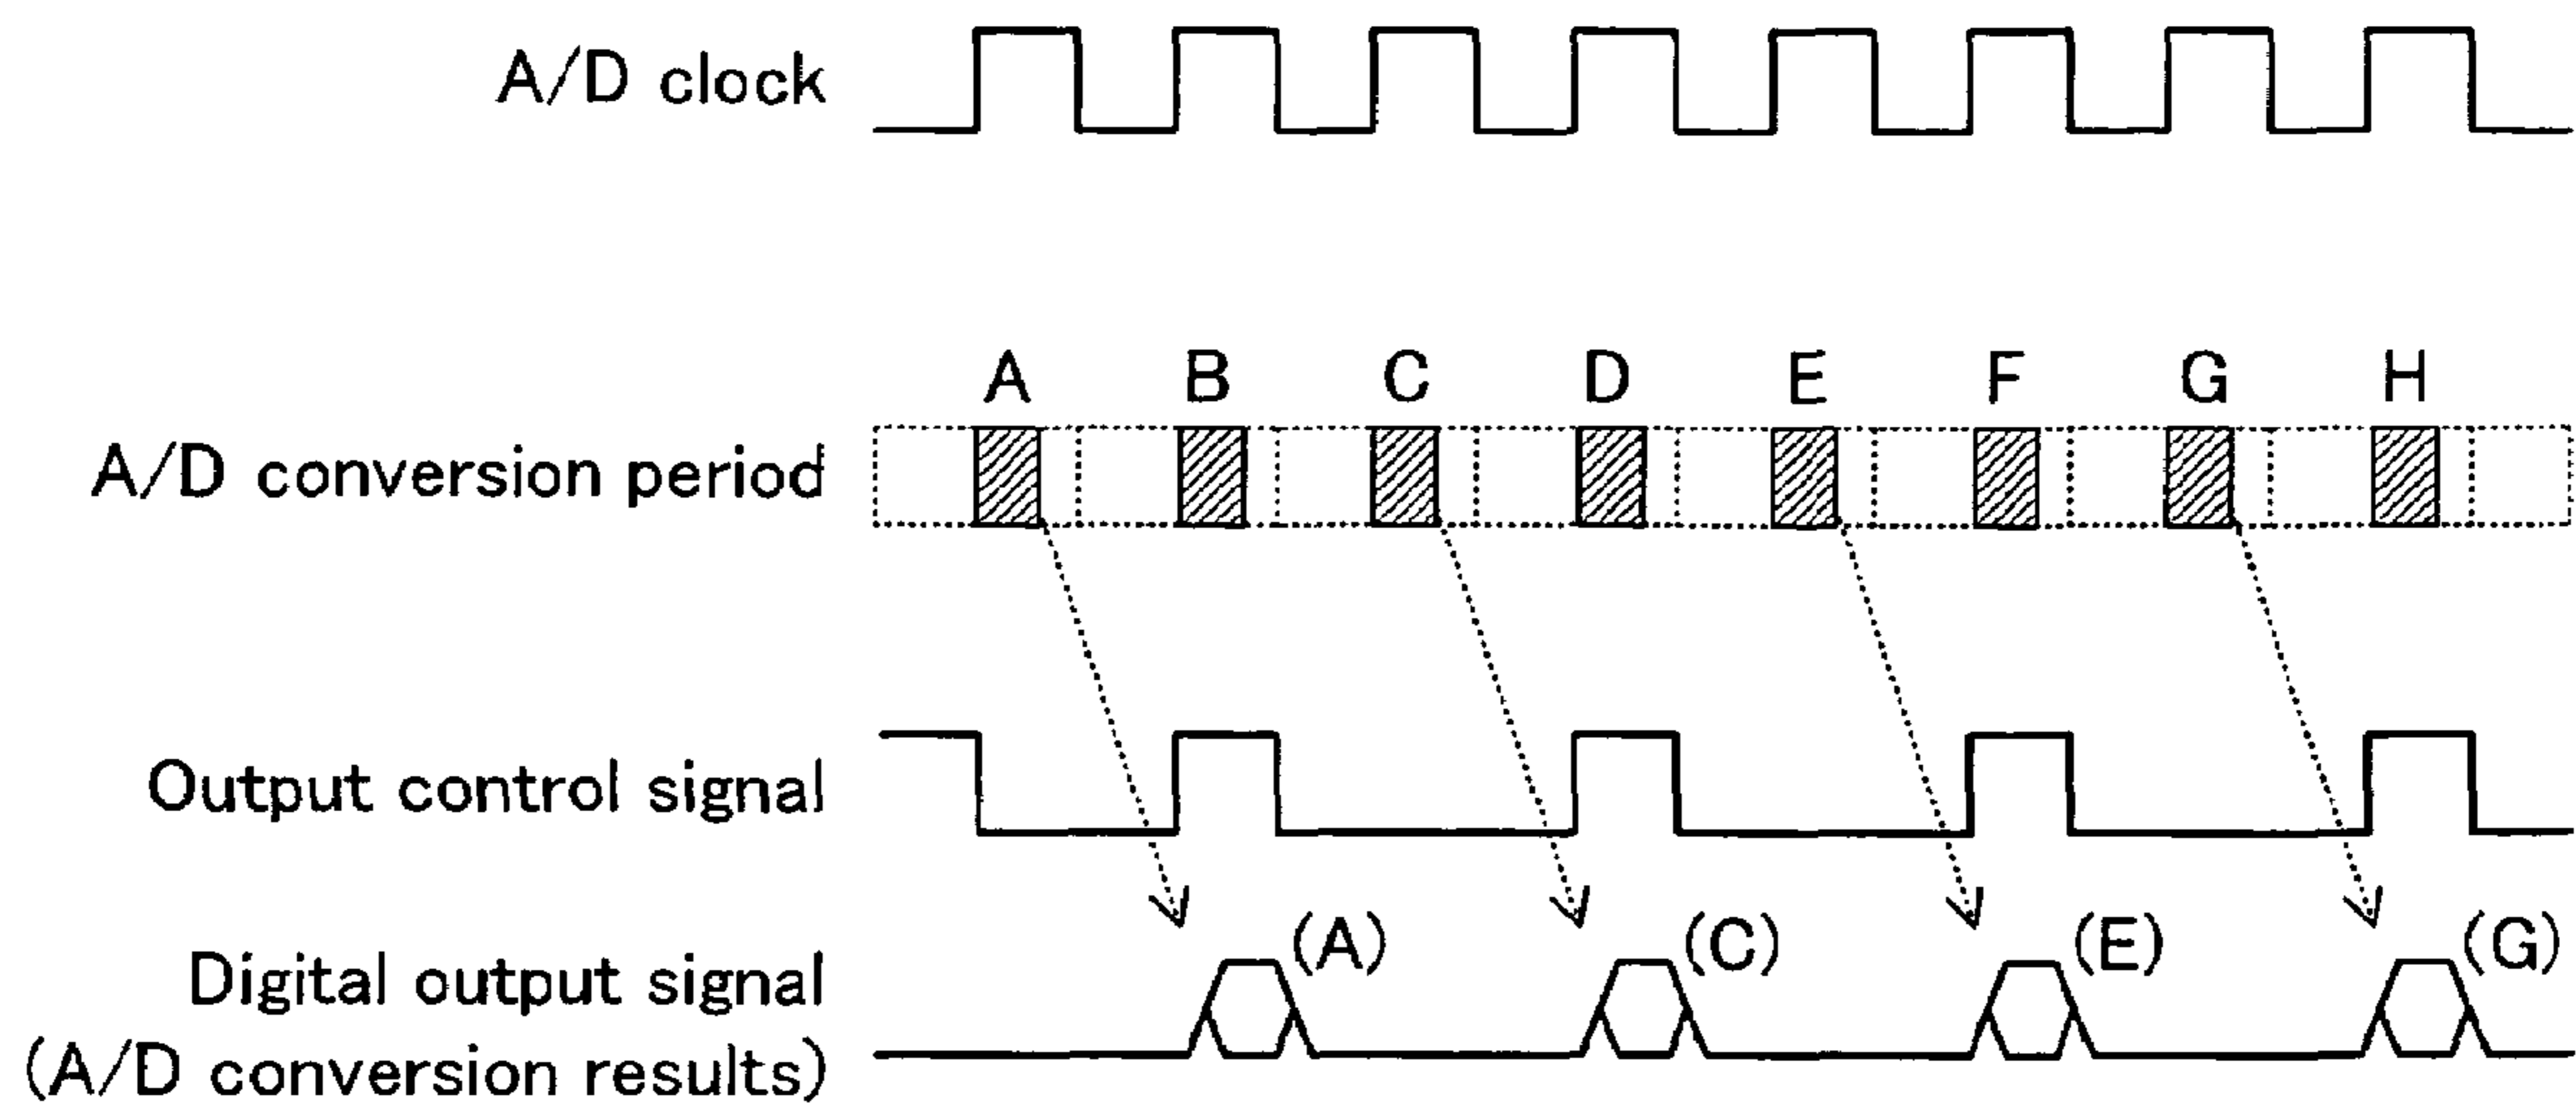 A/D clock
A B C D E F G H
A/D conversion period
Output control signal
(A) (C) (E) (G)
Digital output signal
(A/D conversion results)